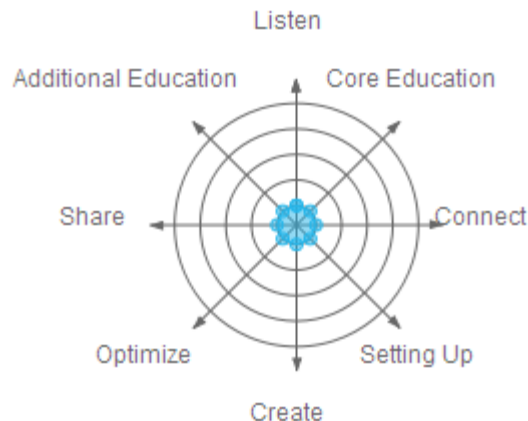 Listen
Additional Education
Core Education
Share
Connect
Optimize
Setting Up
Create